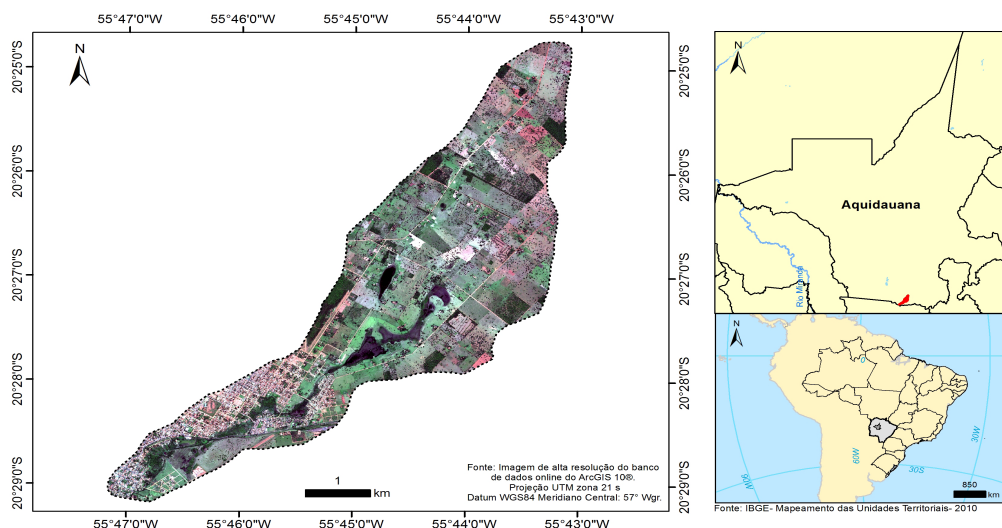 55°47'0"W 55°46'0"W 55°45'0"W 55°44'0"W 55°43'0"W
N
20°25'0"S 20°25'0"S
20°26'0"S 20°26'0"S
20°27'0"S 20°27'0"S
20°28'0"S 20°28'0"S
20°29'0"S 20°29'0"S
1
km
Fonte: Imagem de alta resolução do banco
de dados online do ArcGIS 10®.
Projeção UTM zona 21 s
Datum WGS84 Meridiano Central: 57° Wgr.
55°47'0"W 55°46'0"W 55°45'0"W 55°44'0"W 55°43'0"W
N
Aquidauana
Rio Miranda
N
0
90W
60W
30S
30W
850
km
Fonte: IBGE- Mapeamento das Unidades Territoriais- 2010